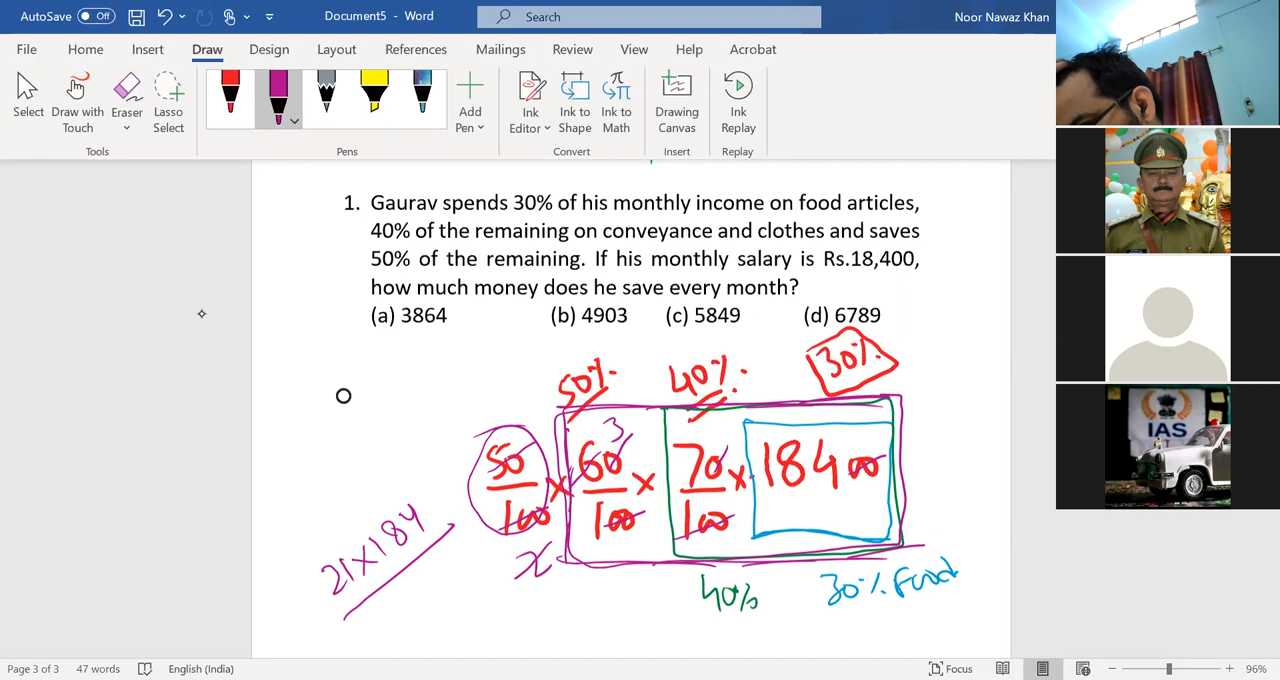 AutoSave Off Document5 - Word Search Noor Nawaz Khan
File Home Insert Draw Design Layout References Mailings Review View Help Acrobat
Select Draw with Touch Eraser Lasso Select Add Pen Ink Editor Ink to Shape Ink to Math Drawing Canvas Ink Replay
Tools Pens Convert Insert Replay
1. Gaurav spends 30% of his monthly income on food articles,
40% of the remaining on conveyance and clothes and saves
50% of the remaining. If his monthly salary is Rs.18,400,
how much money does he save every month?
(a) 3864 (b) 4903 (c) 5849 (d) 6789
50% 40% 30%
3
50/100 × 60/100 × 70/100 × 18400
21×184
x 40% 30% Food
IAS
Page 3 of 3 47 words English (India) Focus 96%